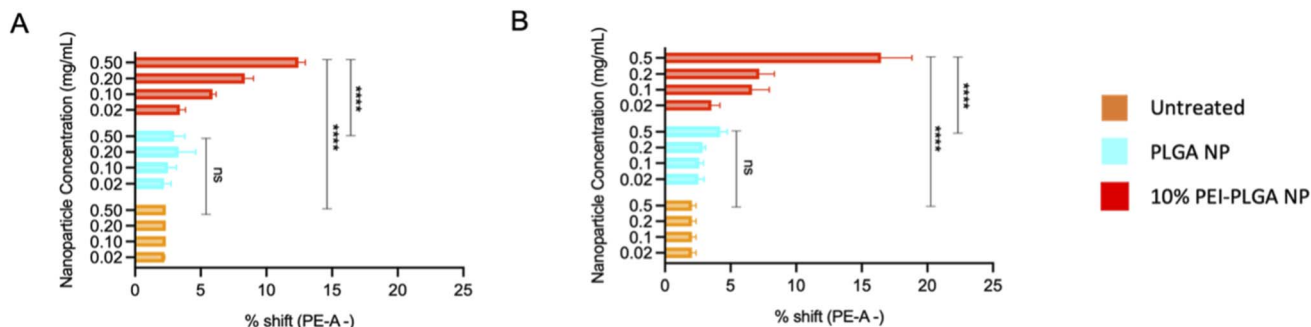 A
Nanoparticle Concentration (mg/mL)
0.50
0.20
0.10
0.02
0.50
0.20
0.10
0.02
0.50
0.20
0.10
0.02
ns
****
****
0 5 10 15 20 25
% shift (PE-A -)
B
Nanoparticle Concentration (mg/mL)
0.5
0.2
0.1
0.02
0.5
0.2
0.1
0.02
0.5
0.2
0.1
0.02
ns
****
****
0 5 10 15 20 25
% shift (PE-A -)
Untreated
PLGA NP
10% PEI-PLGA NP